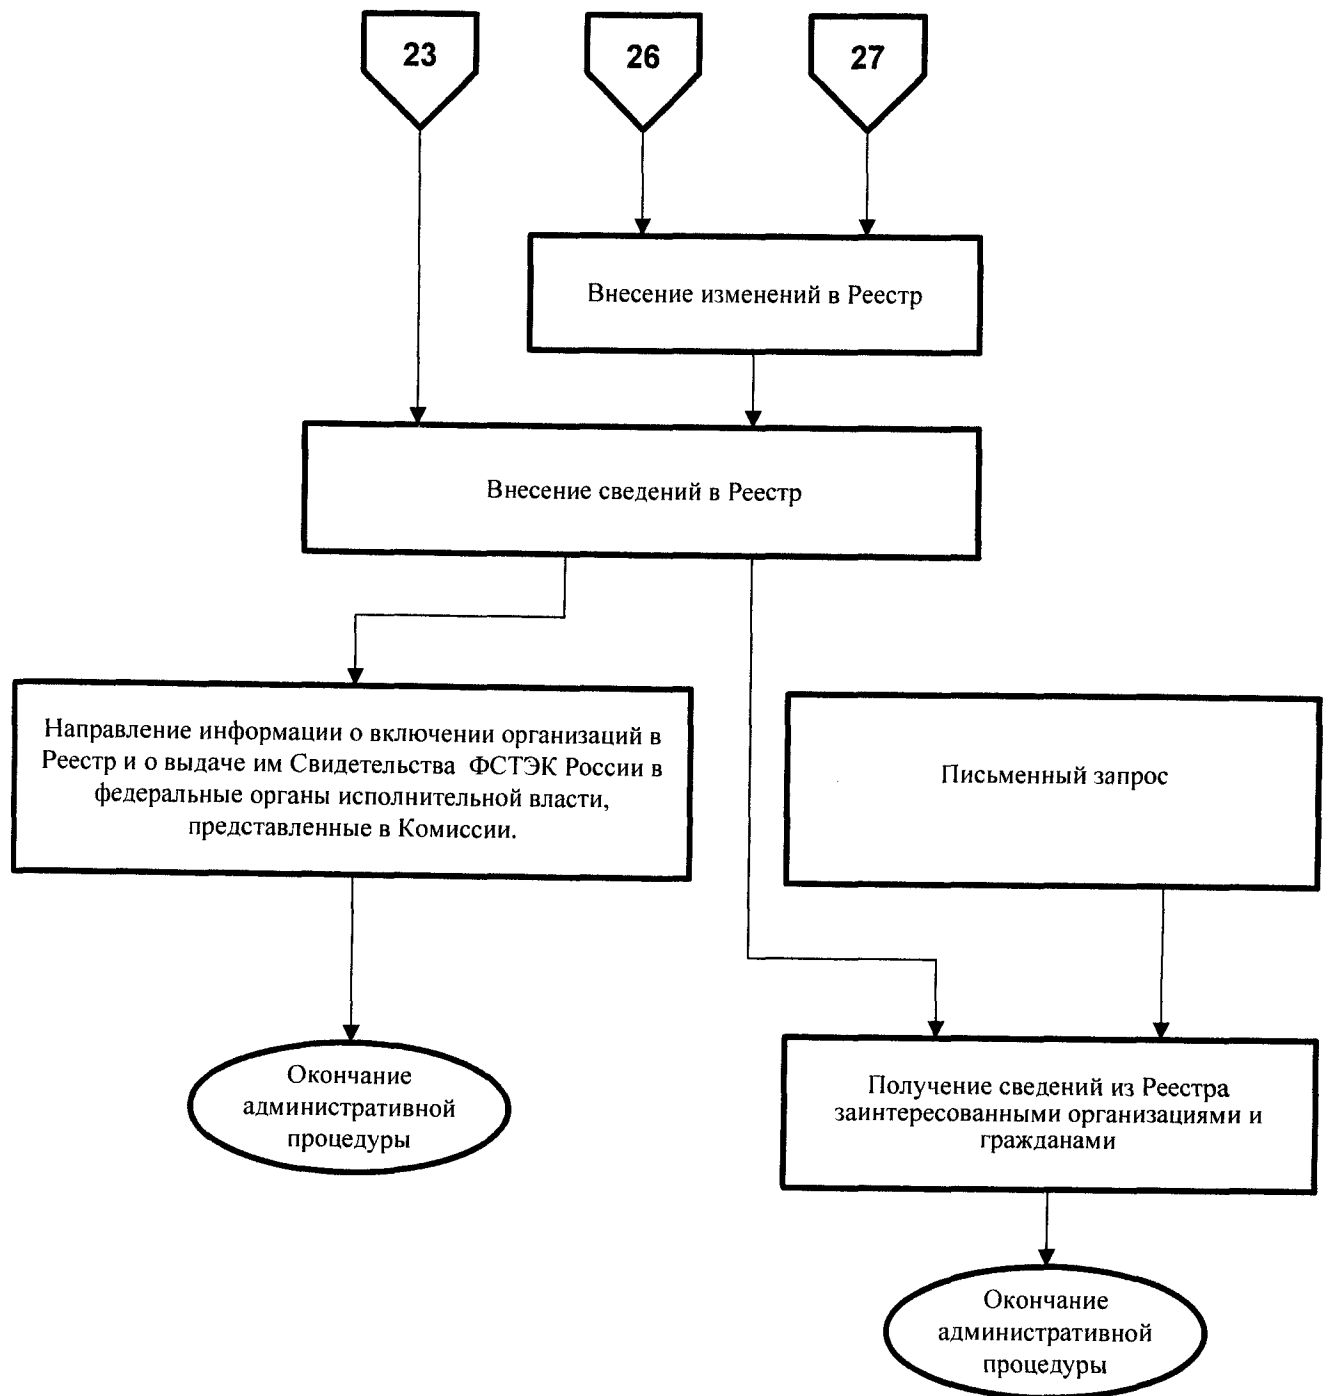 23
26
27
Внесение изменений в Реестр
Внесение сведений в Реестр
Направление информации о включении организаций в
Реестр и о выдаче им Свидетельства ФСТЭК России в
федеральные органы исполнительной власти,
представленные в Комиссии.
Письменный запрос
Окончание
административной
процедуры
Получение сведений из Реестра
заинтересованными организациями и
гражданами
Окончание
административной
процедуры